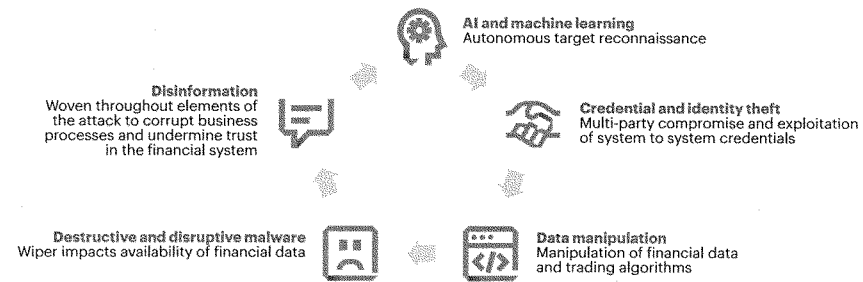 AI and machine learning
Autonomous target reconnaissance
Disinformation
Woven throughout elements of
the attack to corrupt business
processes and undermine trust
in the financial system
Credential and identity theft
Multi-party compromise and exploitation
of system to system credentials
Destructive and disruptive malware
Wiper impacts availability of financial data
</>
Data manipulation
Manipulation of financial data
and trading algorithms